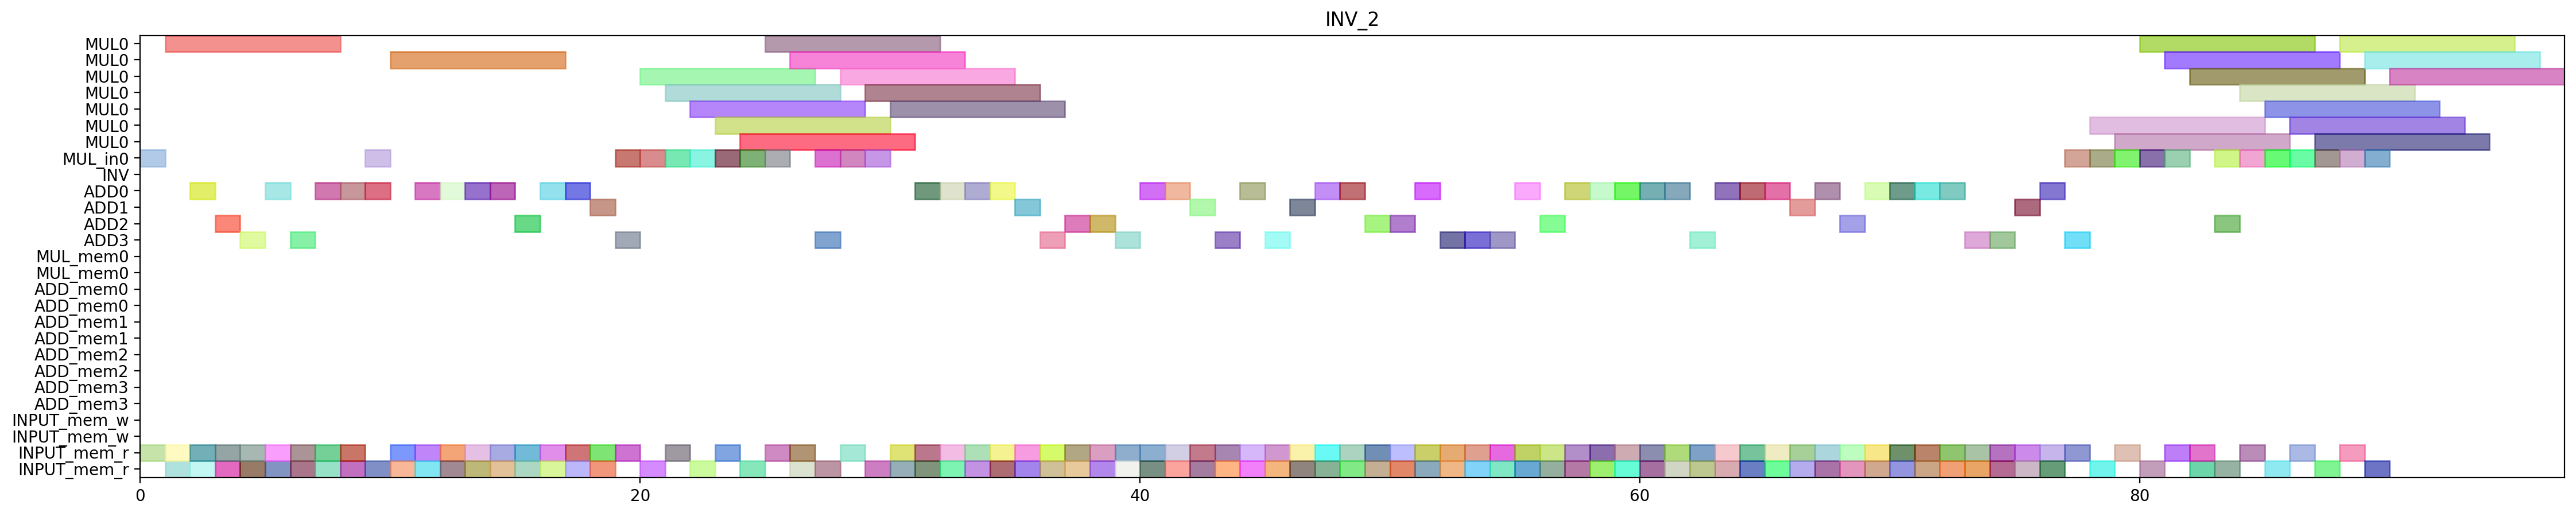 INV_2
MUL0
MUL0
MUL0
MUL0
MUL0
MUL0
MUL0
MUL_in0
INV
ADD0
ADD1
ADD2
ADD3
MUL_mem0
MUL_mem0
ADD_mem0
ADD_mem0
ADD_mem1
ADD_mem1
ADD_mem2
ADD_mem2
ADD_mem3
ADD_mem3
INPUT_mem_w
INPUT_mem_w
INPUT_mem_r
INPUT_mem_r
0 20 40 60 80